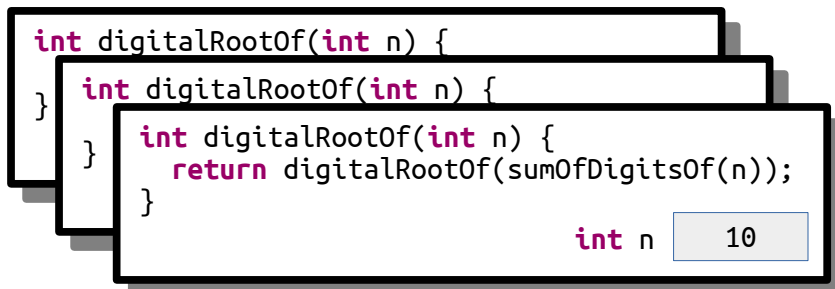 int digitalRootOf(int n) {
}
int digitalRootOf(int n) {
}
int digitalRootOf(int n) {
return digitalRootOf(sumOfDigitsOf(n));
}
int n 10